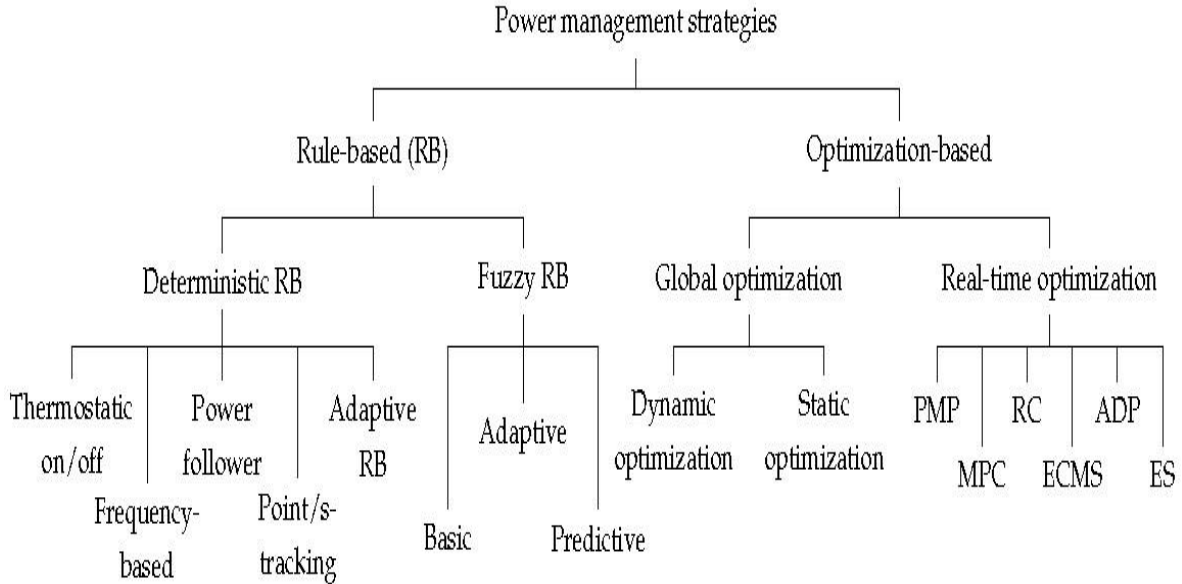 Power management strategies
Rule-based (RB)
Optimization-based
Deterministic RB
Fuzzy RB
Global optimization
Real-time optimization
Thermostatic
on/off
Frequency-
based
Power
follower
Point/s-
tracking
Adaptive
RB
Basic
Adaptive
Predictive
Dynamic
optimization
Static
optimization
PMP
MPC
RC
ECMS
ADP
ES